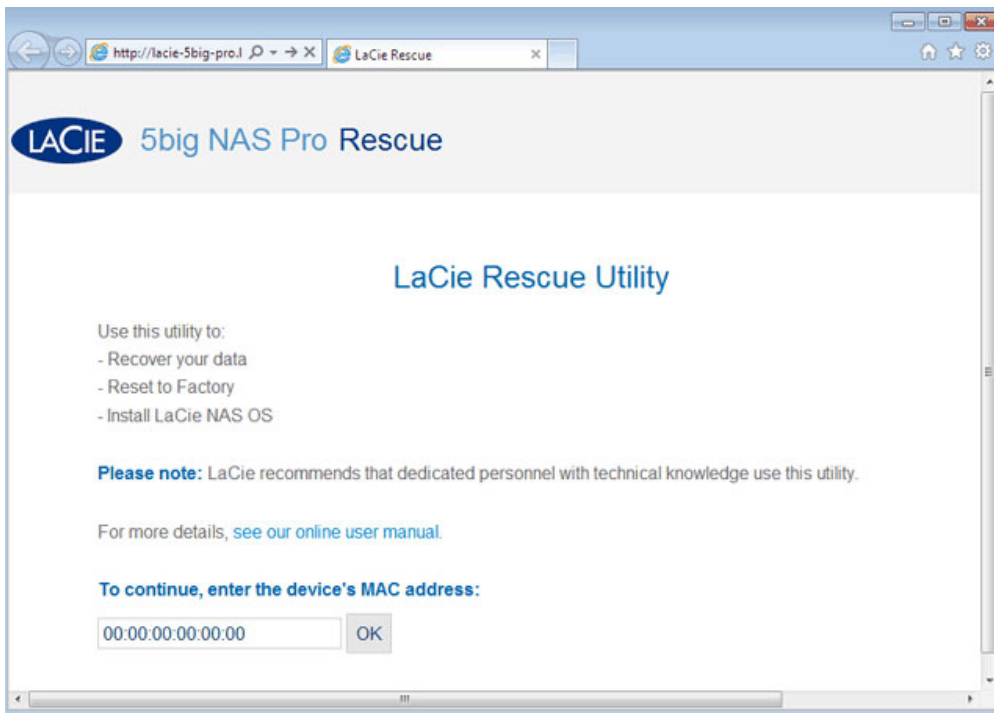 http://lacie-5big-pro.l
LaCie Rescue
LACIE 5big NAS Pro Rescue
LaCie Rescue Utility
Use this utility to:
- Recover your data
- Reset to Factory
- Install LaCie NAS OS
Please note: LaCie recommends that dedicated personnel with technical knowledge use this utility.
For more details, see our online user manual.
To continue, enter the device's MAC address:
00:00:00:00:00:00 OK